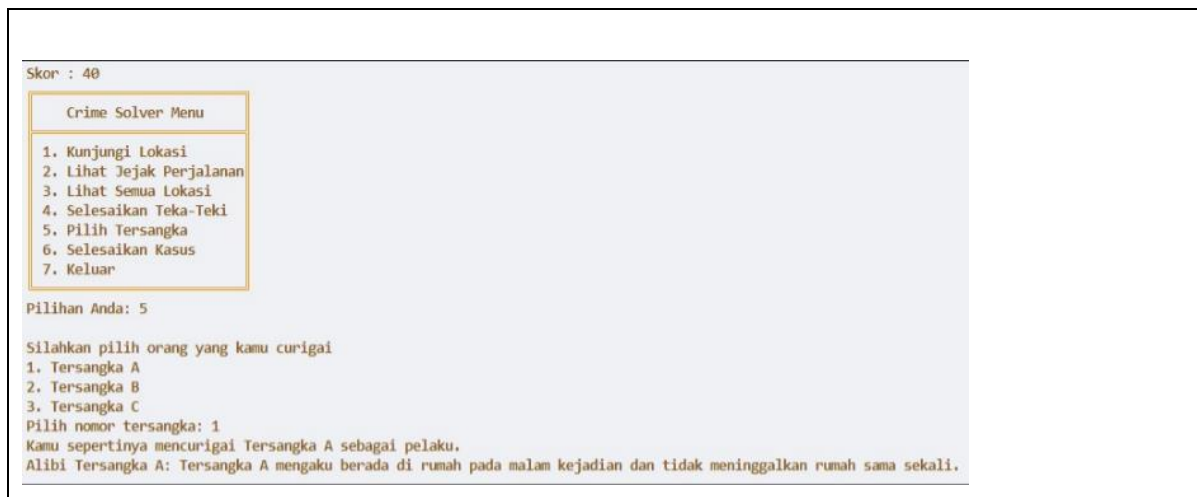 Skor : 40
Crime Solver Menu
1. Kunjungi Lokasi
2. Lihat Jejak Perjalanan
3. Lihat Semua Lokasi
4. Selesaikan Teka-Teki
5. Pilih Tersangka
6. Selesaikan Kasus
7. Keluar
Pilihan Anda: 5
Silahkan pilih orang yang kamu curigai
1. Tersangka A
2. Tersangka B
3. Tersangka C
Pilih nomor tersangka: 1
Kamu sepertinya mencurigai Tersangka A sebagai pelaku.
Alibi Tersangka A: Tersangka A mengaku berada di rumah pada malam kejadian dan tidak meninggalkan rumah sama sekali.